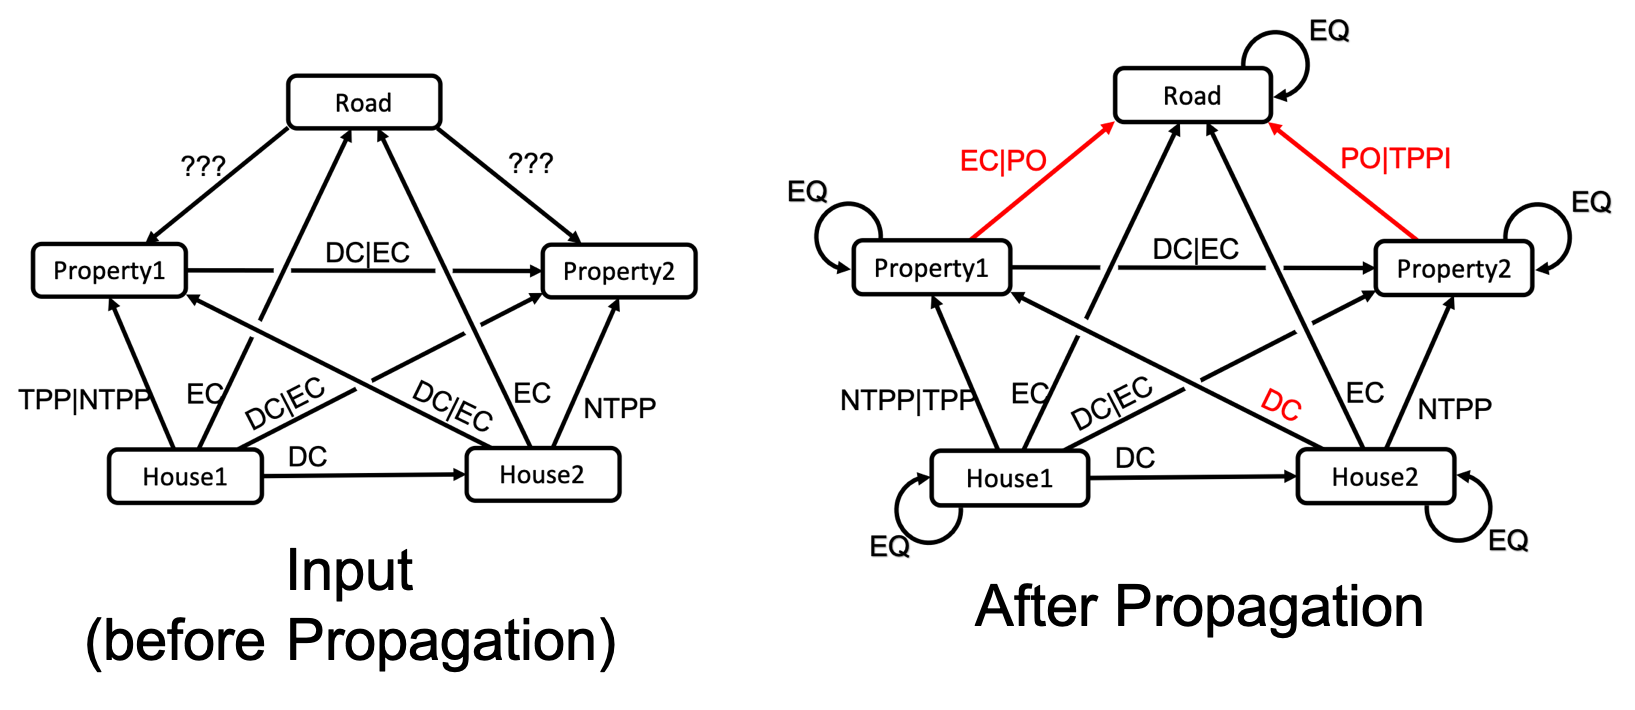 Road
???
???
Property1
DC|EC
Property2
TPP|NTPP
EC
DC|EC
DC|EC
EC
NTPP
House1
DC
House2
Input
(before Propagation)
EQ
Road
EC|PO
PO|TPPI
EQ
EQ
Property1
DC|EC
Property2
NTPP|TPP
EC
DC|EC
DC
EC
NTPP
House1
DC
House2
EQ
EQ
After Propagation